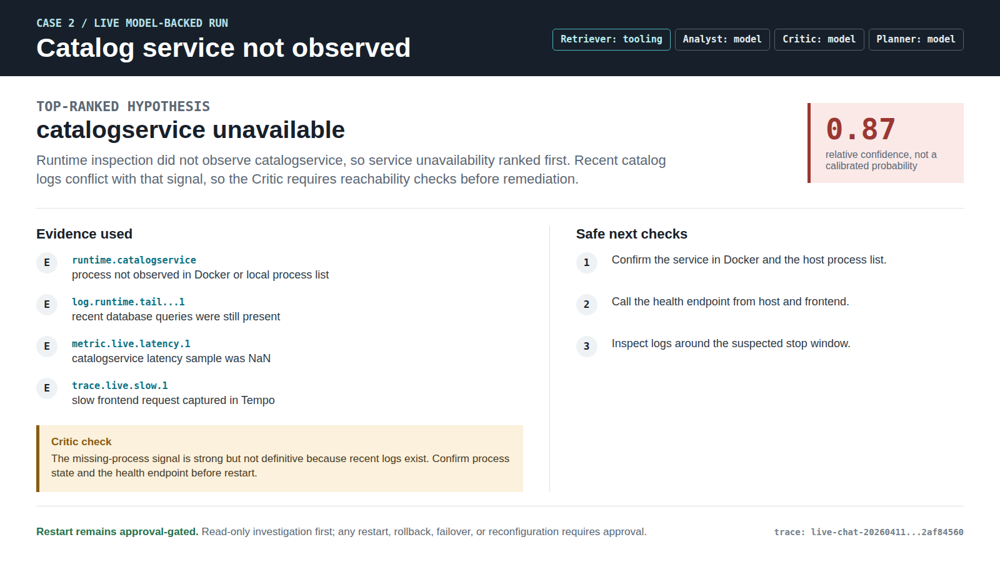 CASE 2 / LIVE MODEL-BACKED RUN
Catalog service not observed
Retriever: tooling
Analyst: model
Critic: model
Planner: model
TOP-RANKED HYPOTHESIS
catalogservice unavailable
Runtime inspection did not observe catalogservice, so service unavailability ranked first. Recent catalog
logs conflict with that signal, so the Critic requires reachability checks before remediation.
0.87
relative confidence, not a
calibrated probability
Evidence used
E
runtime.catalogservice
process not observed in Docker or local process list
E
log.runtime.tail...1
recent database queries were still present
E
metric.live.latency.1
catalogservice latency sample was NaN
E
trace.live.slow.1
slow frontend request captured in Tempo
Critic check
The missing-process signal is strong but not definitive because recent logs exist. Confirm process
state and the health endpoint before restart.
Safe next checks
1
Confirm the service in Docker and the host process list.
2
Call the health endpoint from host and frontend.
3
Inspect logs around the suspected stop window.
Restart remains approval-gated. Read-only investigation first; any restart, rollback, failover, or reconfiguration requires approval.
trace: live-chat-20260411...2af84560